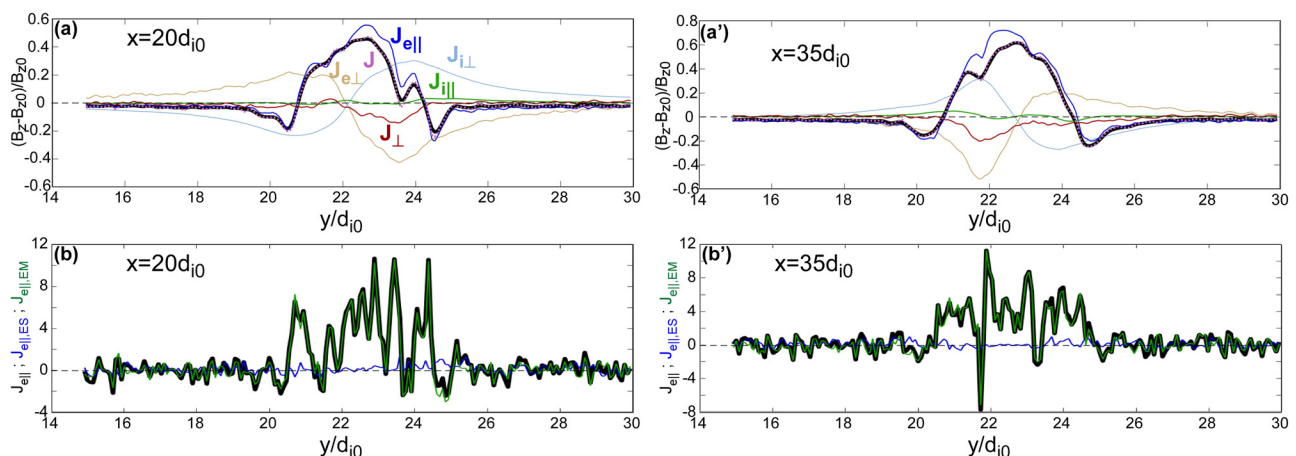 (a)
x=20d_i0
J_e||
J_e⊥
J
J_i⊥
J_i||
J_⊥
(B_z-B_z0)/B_z0
0.6
0.4
0.2
0
-0.2
-0.4
0.6
14 16 18 20 22 24 26 28 30
y/d_i0
(a')
x=35d_i0
(B_z-B_z0)/B_z0
0.8
0.6
0.4
0.2
0
0.2
0.4
0.6
0.8
14 16 18 20 22 24 26 28 30
y/d_i0
(b)
x=20d_i0
J_e|| ; J_e||,ES ; J_e||,EM
12
8
4
0
-4
14 16 18 20 22 24 26 28 30
y/d_i0
(b')
x=35d_i0
J_e|| ; J_e||,ES ; J_e||,EM
12
8
4
0
-4
-8
14 16 18 20 22 24 26 28 30
y/d_i0